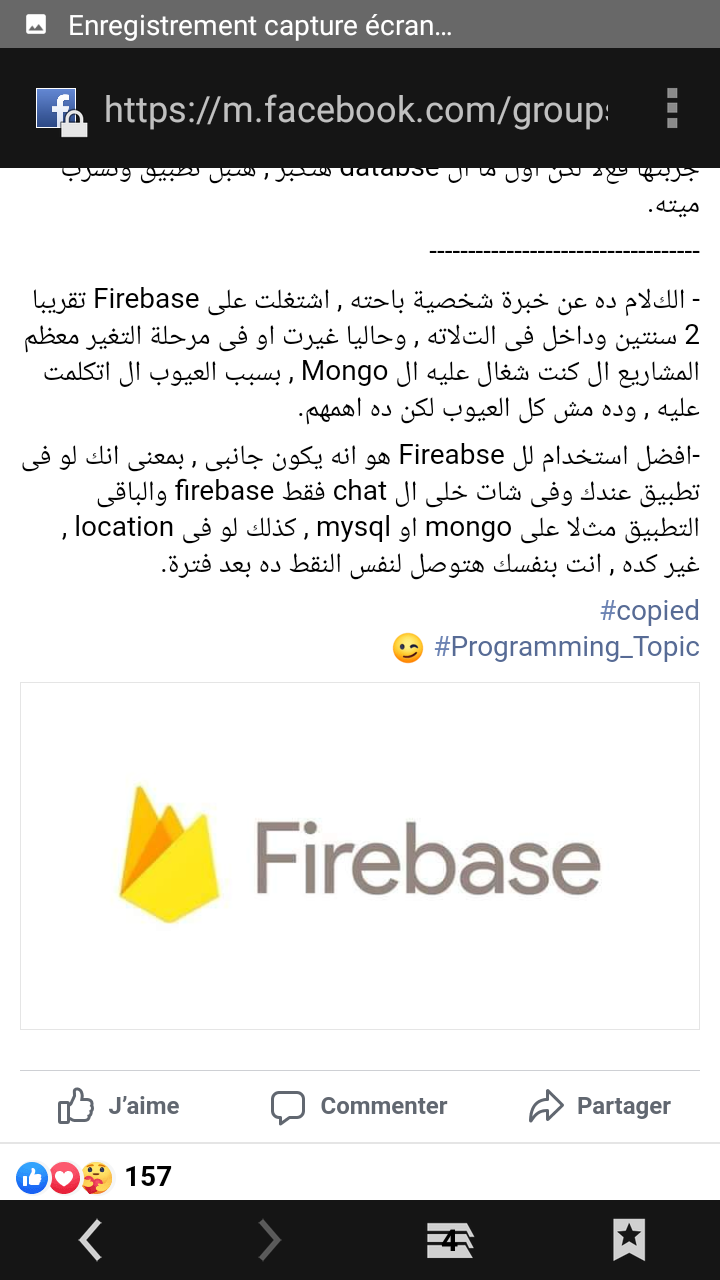 Enregistrement capture écran...
https://m.facebook.com/groups
جربتها فعلا لكن اول ما ال databse هتكبر , هتبل تطبيق وتشرب
ميته.
-----------------------------------
- الكلام ده عن خبرة شخصية باحته , اشتغلت على Firebase تقريبا
2 سنتين وداخل فى التلاته , وحاليا غيرت او فى مرحلة التغير معظم
المشاريع ال كنت شغال عليه ال Mongo , بسبب العيوب ال اتكلمت
عليه , وده مش كل العيوب لكن ده اهمهم.
-افضل استخدام لل Fireabse هو انه يكون جانبى , بمعنى انك لو فى
تطبيق عندك وفى شات خلى ال chat فقط firebase والباقى
التطبيق مثلا على mongo او mysql , كذلك لو فى location ,
غير كده , انت بنفسك هتوصل لنفس النقط ده بعد فترة.
#copied
#Programming_Topic 😉
Firebase
J’aime
Commenter
Partager
157
4